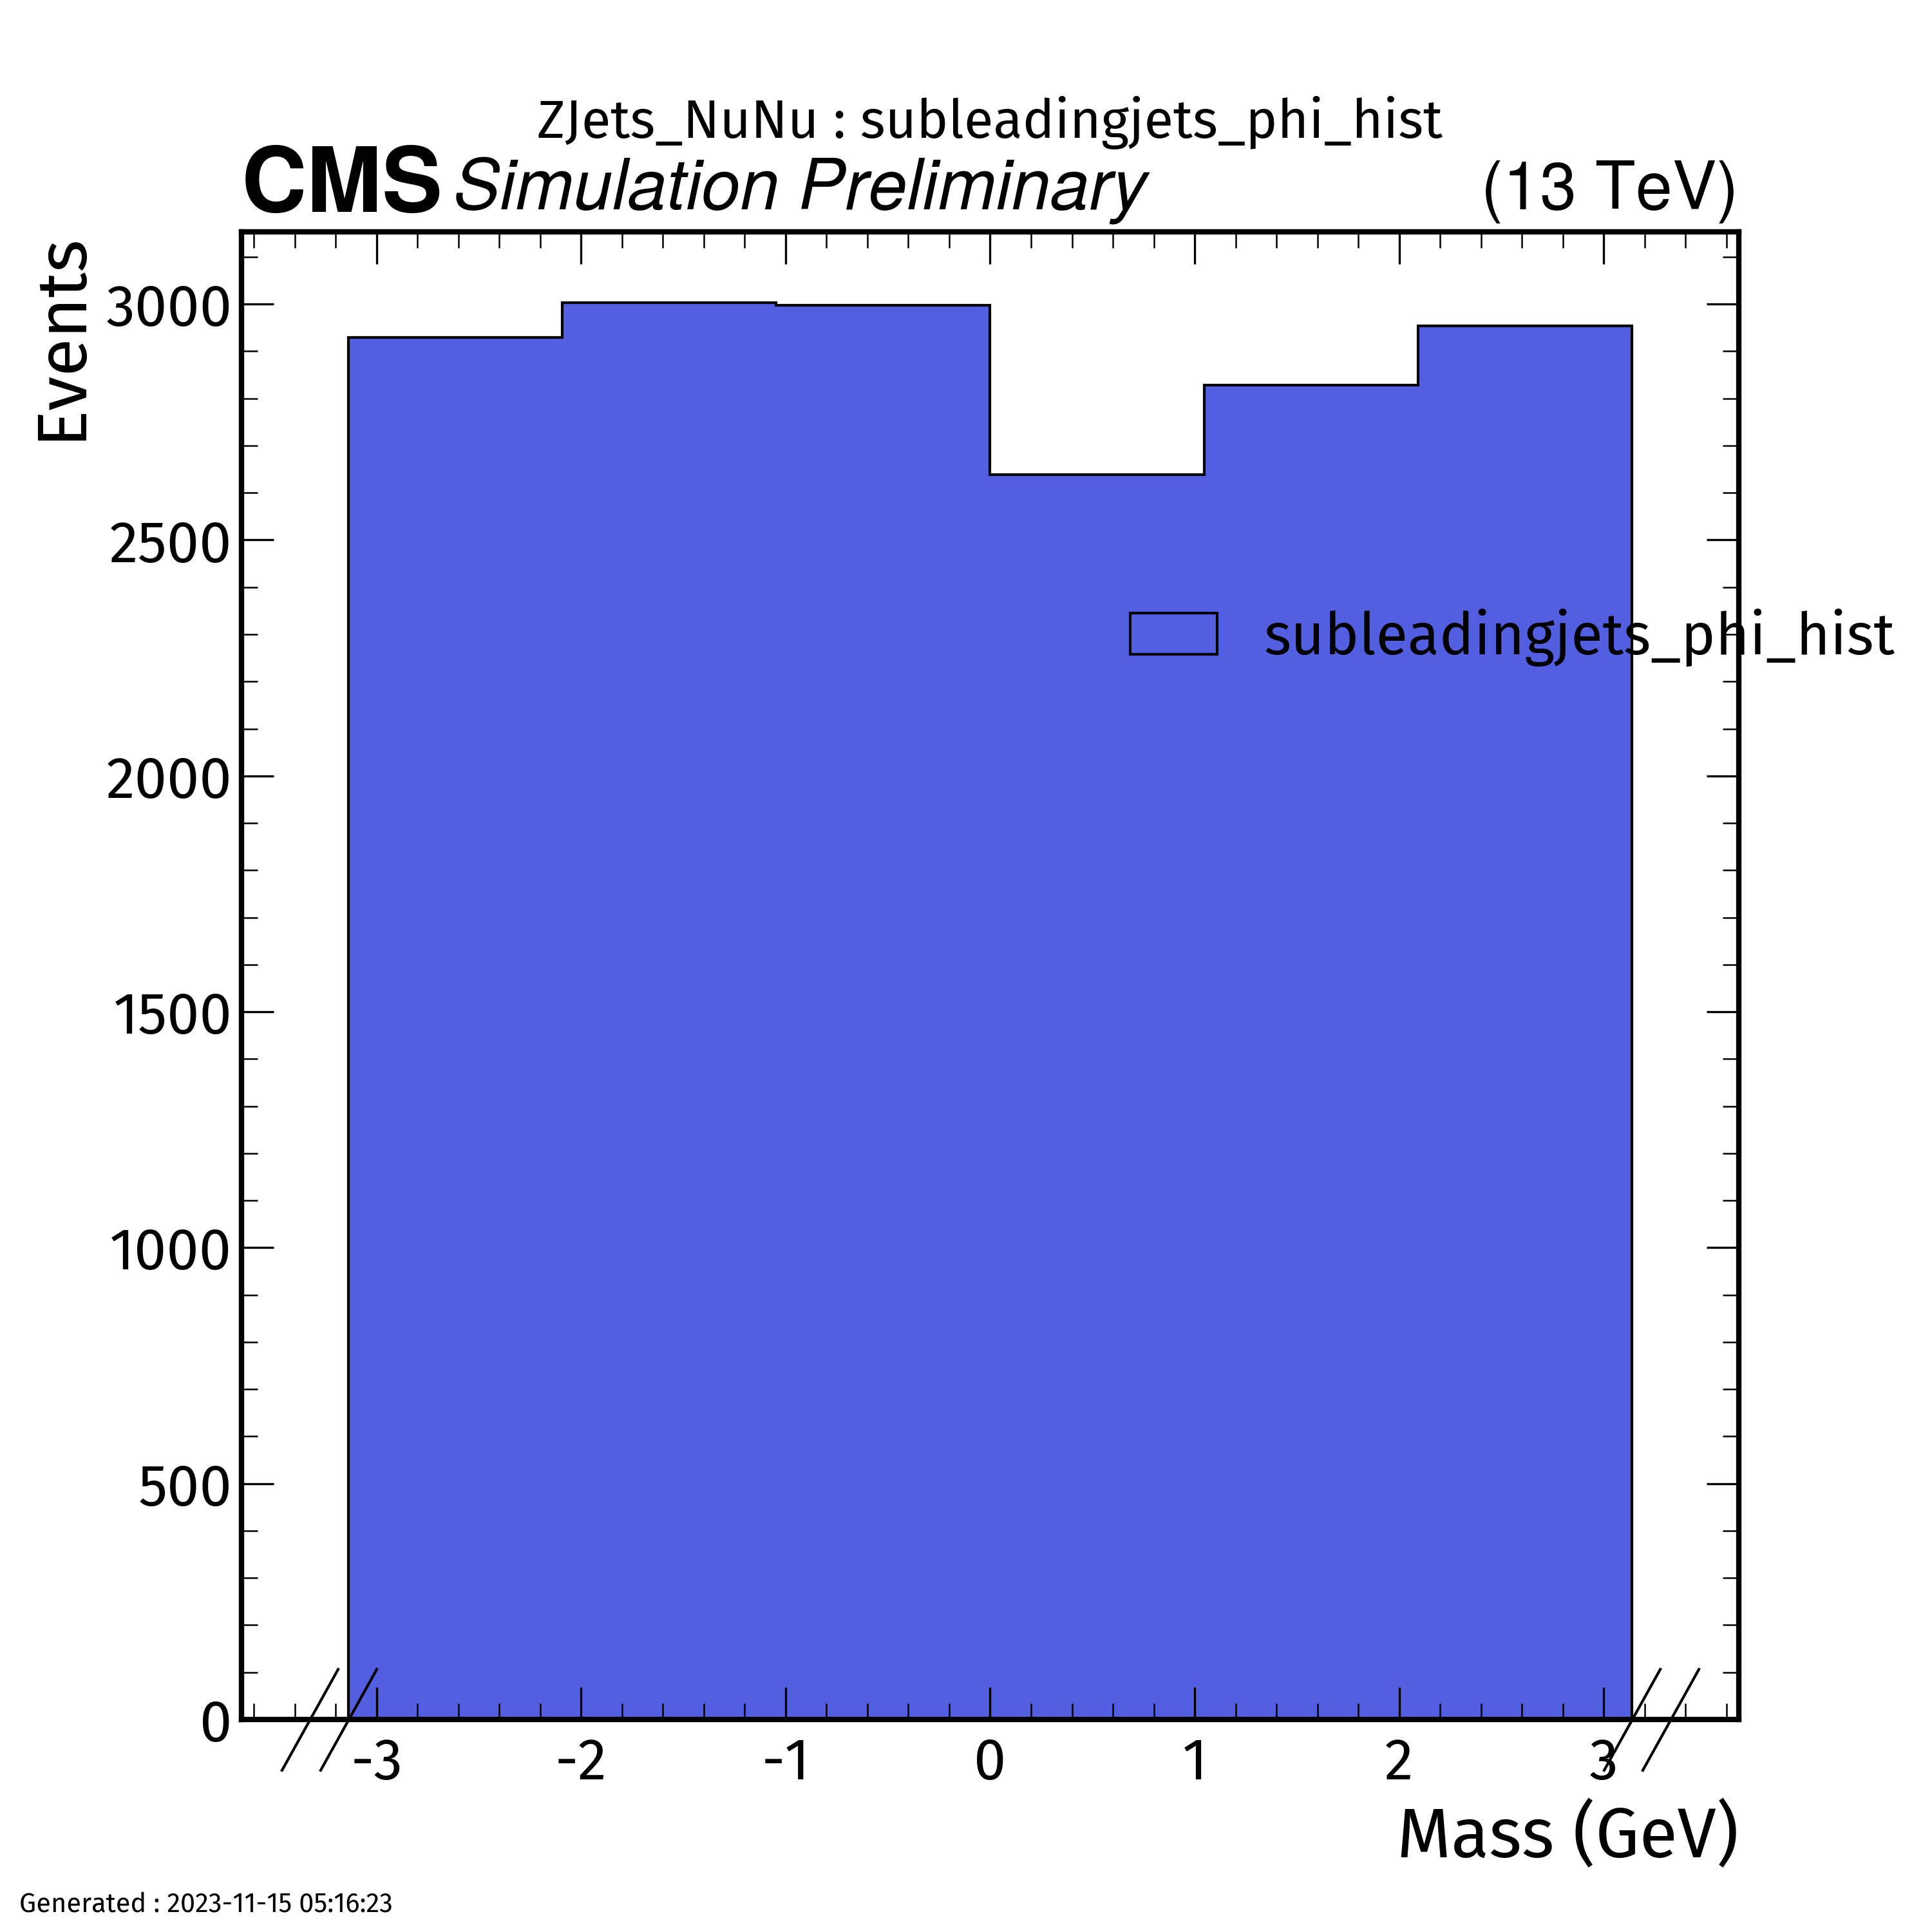 ZJets_NuNu : subleadingjets_phi_hist
CMS Simulation Preliminary (13 TeV)
Events
3000
2500
subleadingjets_phi_hist
2000
1500
1000
500
0
-3 -2 -1 0 1 2 3
Mass (GeV)
Generated : 2023-11-15 05:16:23